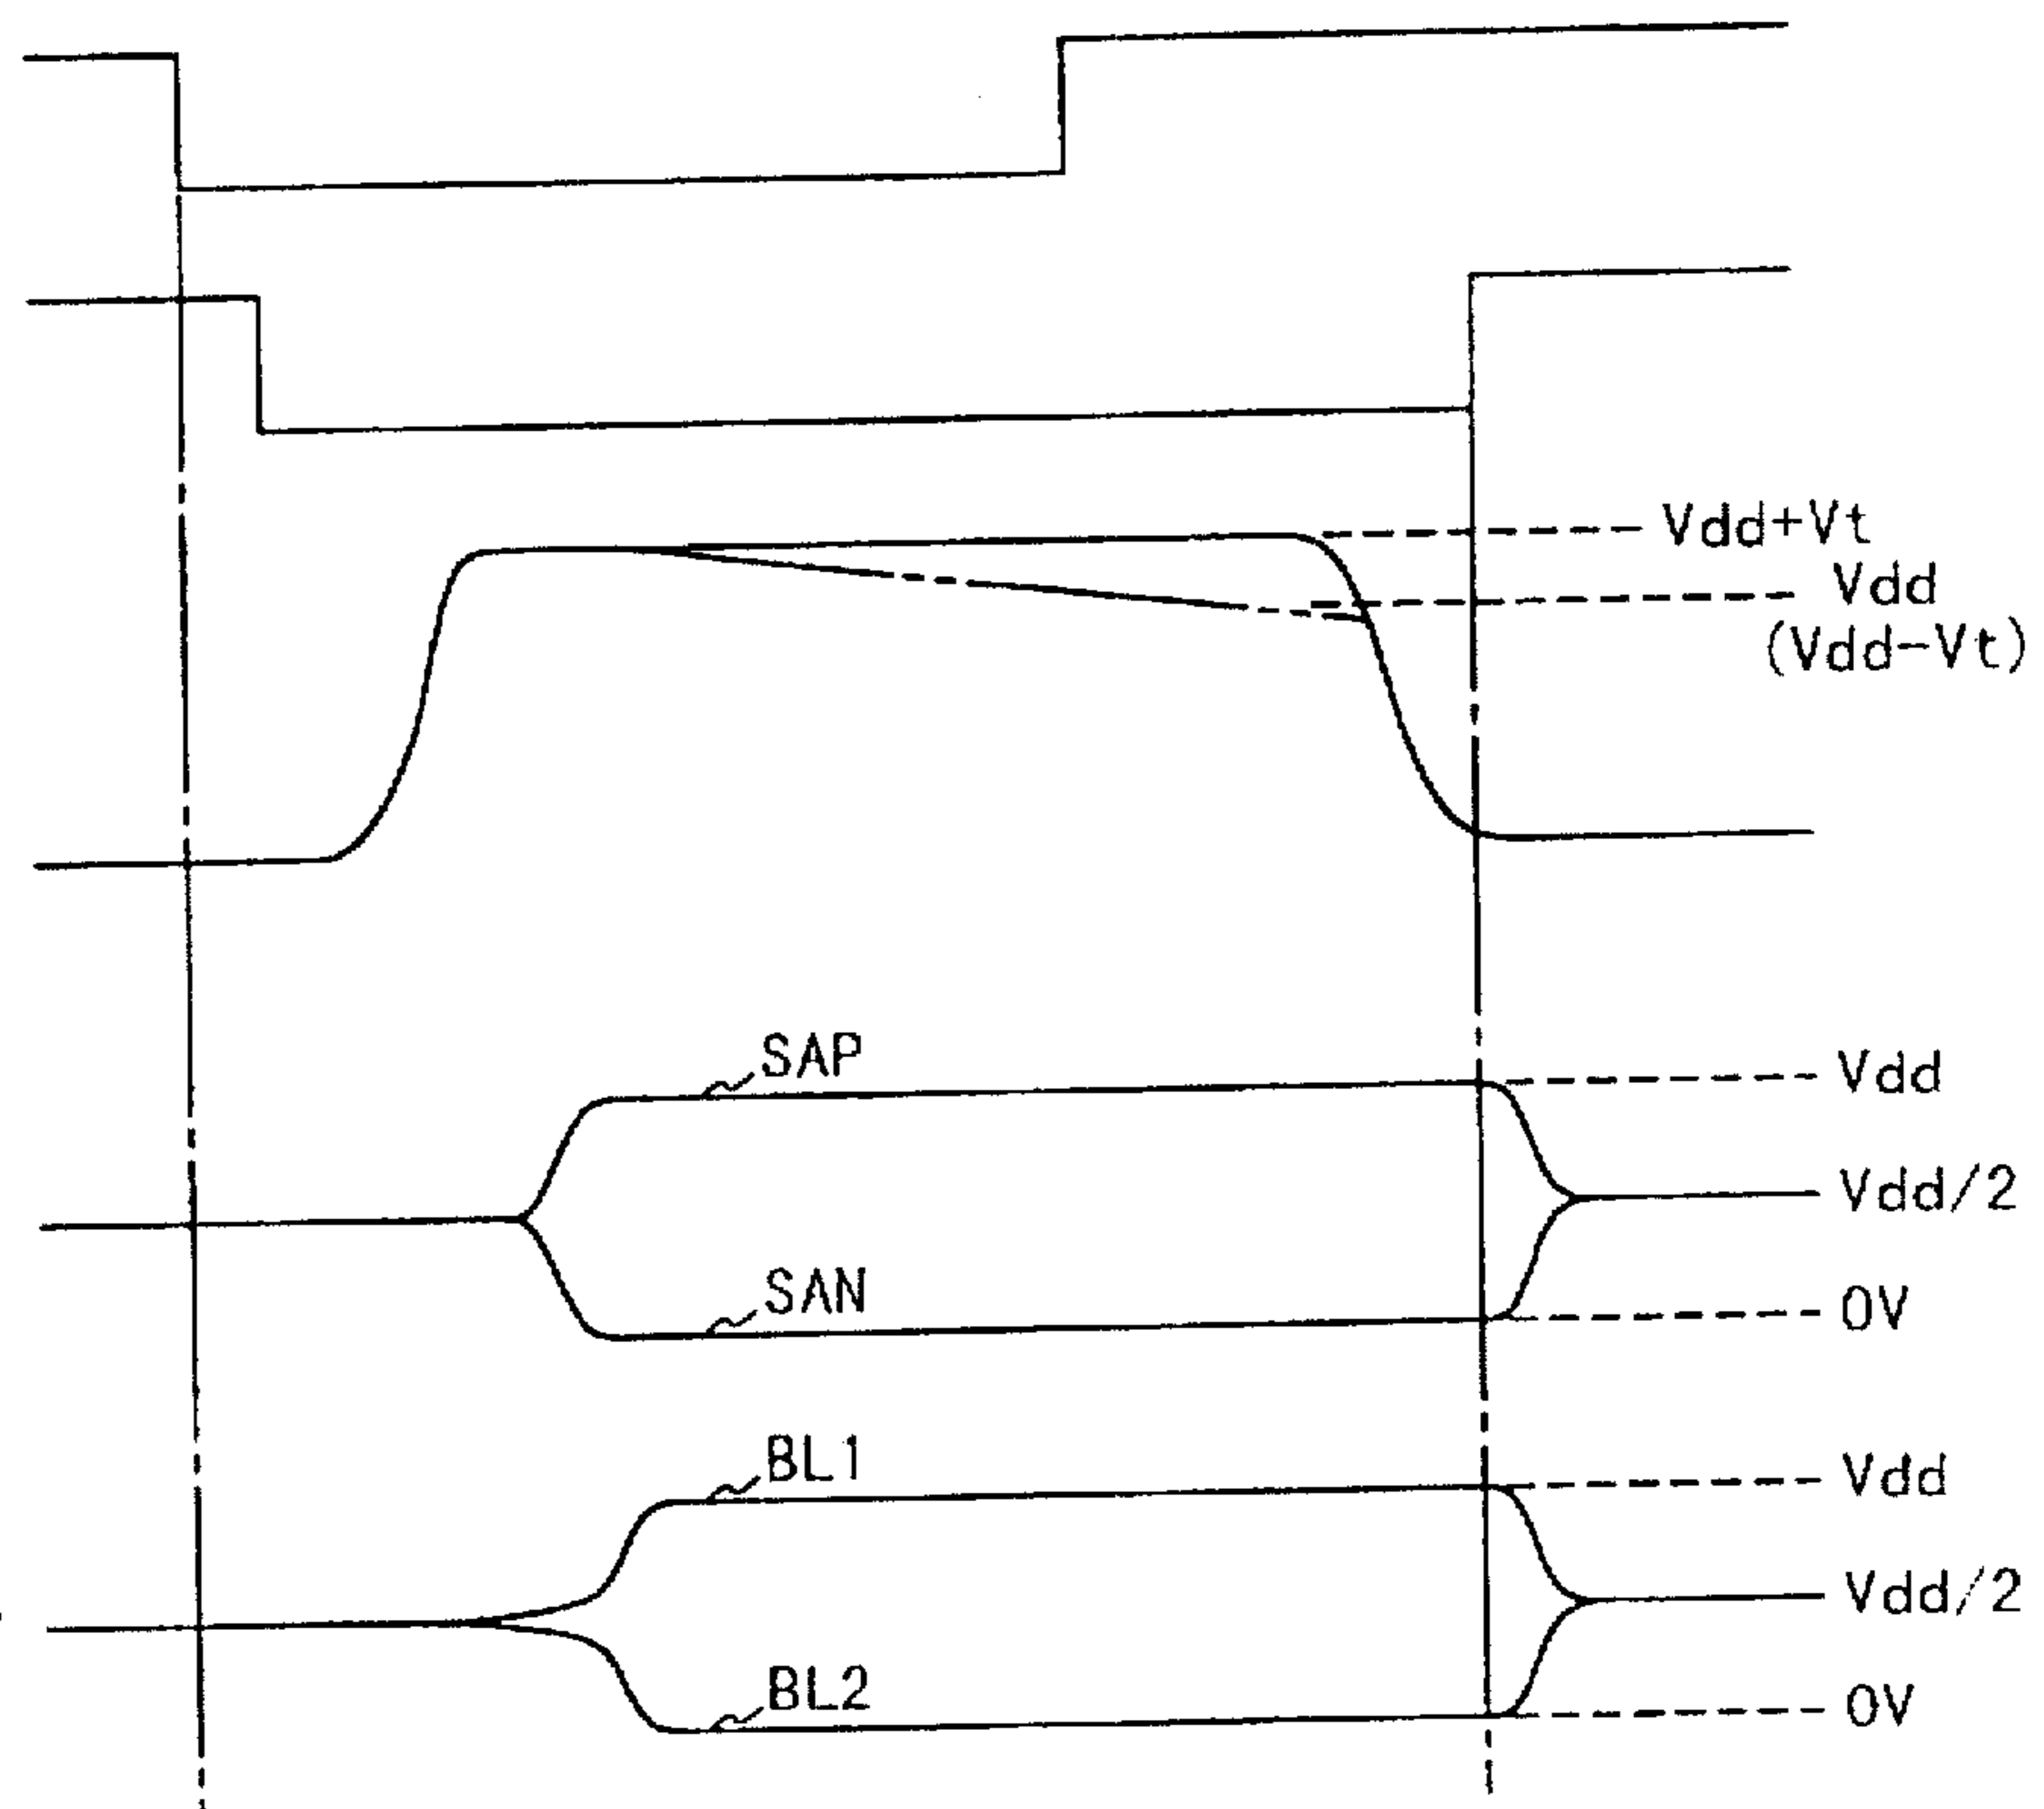 Vdd+Vt
Vdd
(Vdd-Vt)
SAP
Vdd
Vdd/2
SAN
0V
BL1
Vdd
Vdd/2
BL2
0V